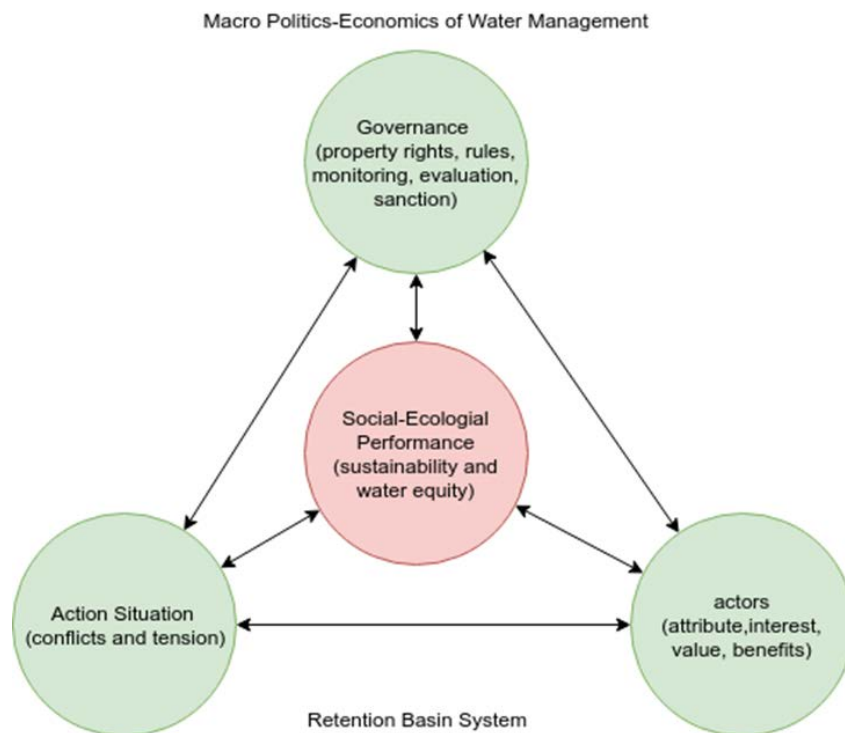 Macro Politics-Economics of Water Management
Governance
(property rights, rules,
monitoring, evaluation,
sanction)
Social-Ecologial
Performance
(sustainability and
water equity)
Action Situation
(conflicts and tension)
actors
(attribute,interest,
value, benefits)
Retention Basin System